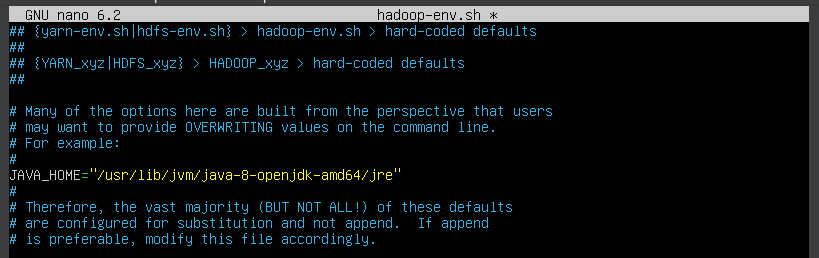 GNU nano 6.2 hadoop-env.sh *
## {yarn-env.sh|hdfs-env.sh} > hadoop-env.sh > hard-coded defaults
##
## {YARN_xyz|HDFS_xyz} > HADOOP_xyz > hard-coded defaults
##
# Many of the options here are built from the perspective that users
# may want to provide OVERWRITING values on the command line.
# For example:
#
JAVA_HOME="/usr/lib/jvm/java-8-openjdk-amd64/jre"
#
# Therefore, the vast majority (BUT NOT ALL!) of these defaults
# are configured for substitution and not append.  If append
# is preferable, modify this file accordingly.